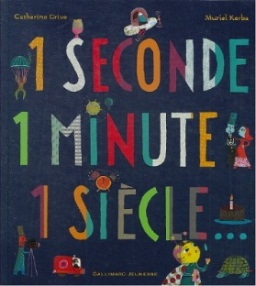 Catherine Grive
Muriel Kerba
1 SECONDE
1 MINUTE
1 SIÈCLE...
GALLIMARD JEUNESSE